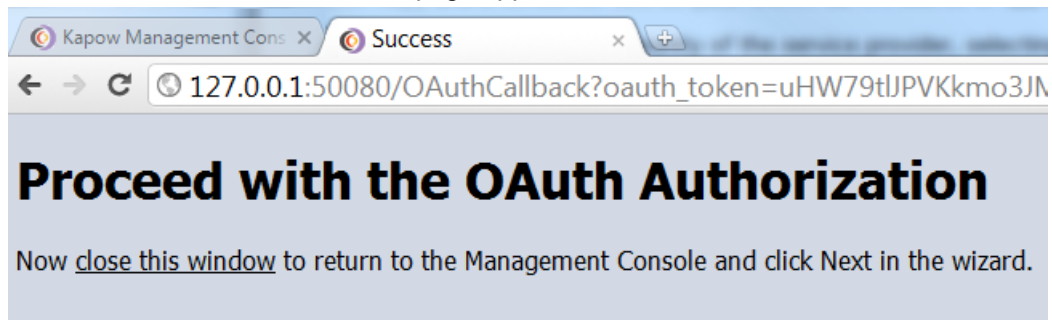 Kapow Management Cons
Success
127.0.0.1:50080/OAuthCallback?oauth_token=uHW79tlJPVKkmo3JM
Proceed with the OAuth Authorization
Now close this window to return to the Management Console and click Next in the wizard.